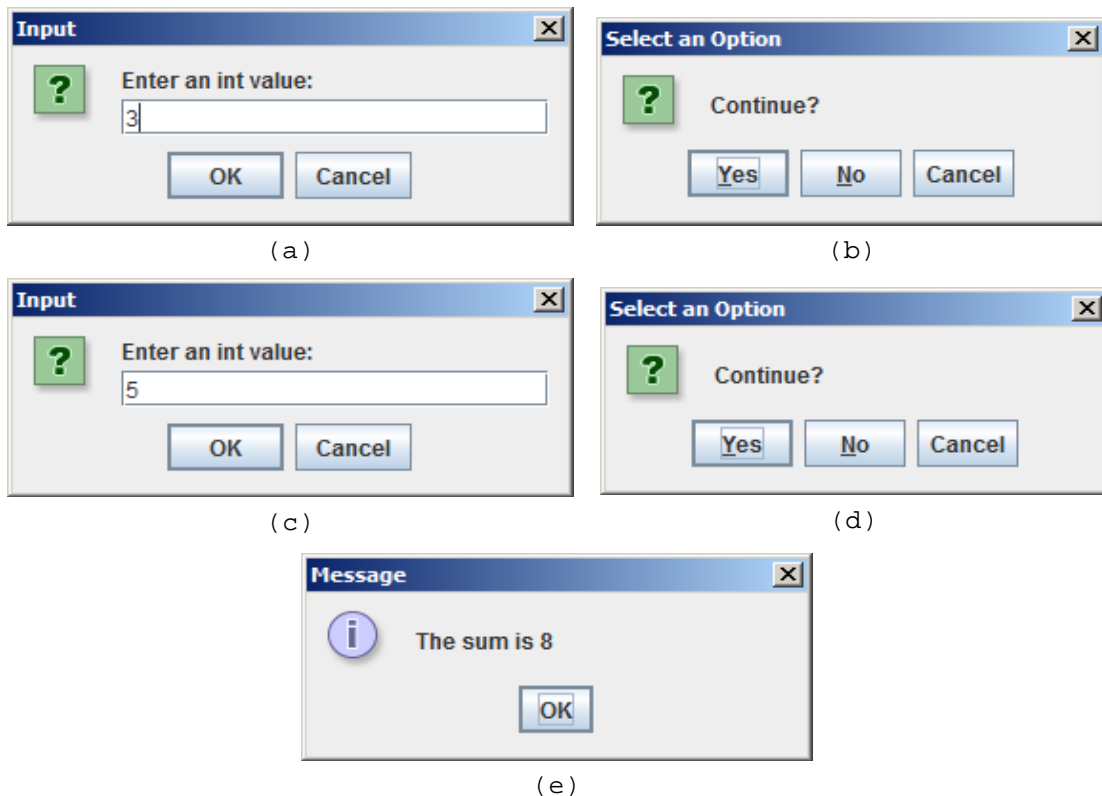 Input
Enter an int value:
3
OK Cancel
(a)
Select an Option
Continue?
Yes No Cancel
(b)
Input
Enter an int value:
5
OK Cancel
(c)
Select an Option
Continue?
Yes No Cancel
(d)
Message
The sum is 8
OK
(e)